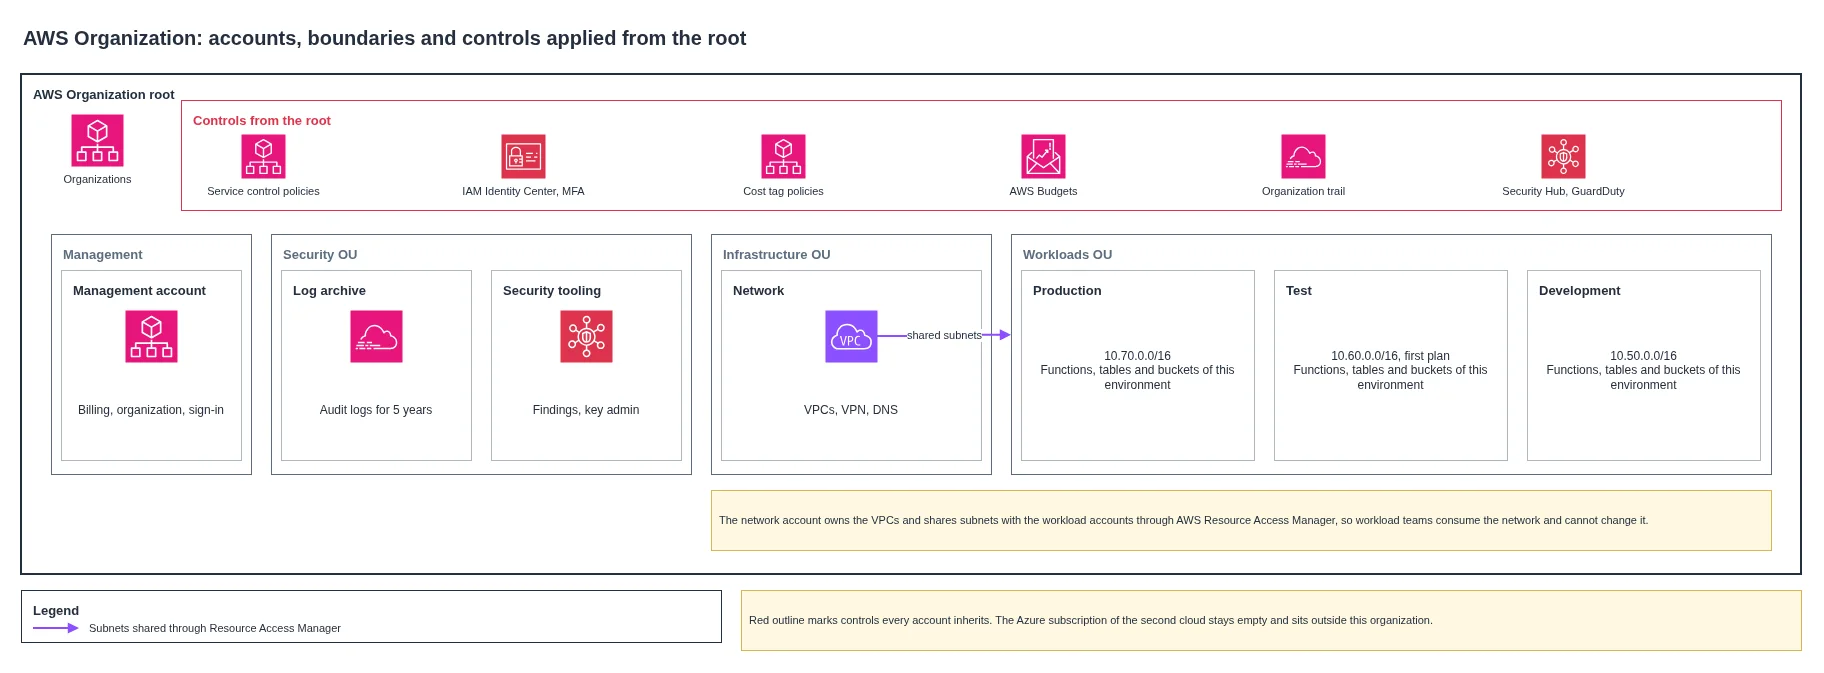 AWS Organization: accounts, boundaries and controls applied from the root
AWS Organization root
Organizations
Controls from the root
Service control policies
IAM Identity Center, MFA
Cost tag policies
AWS Budgets
Organization trail
Security Hub, GuardDuty
Management
Management account
Billing, organization, sign-in
Security OU
Log archive
Audit logs for 5 years
Security tooling
Findings, key admin
Infrastructure OU
Network
VPC
shared subnets
VPCs, VPN, DNS
Workloads OU
Production
10.70.0.0/16
Functions, tables and buckets of this
environment
Test
10.60.0.0/16, first plan
Functions, tables and buckets of this
environment
Development
10.50.0.0/16
Functions, tables and buckets of this
environment
The network account owns the VPCs and shares subnets with the workload accounts through AWS Resource Access Manager, so workload teams consume the network and cannot change it.
Legend
Subnets shared through Resource Access Manager
Red outline marks controls every account inherits. The Azure subscription of the second cloud stays empty and sits outside this organization.